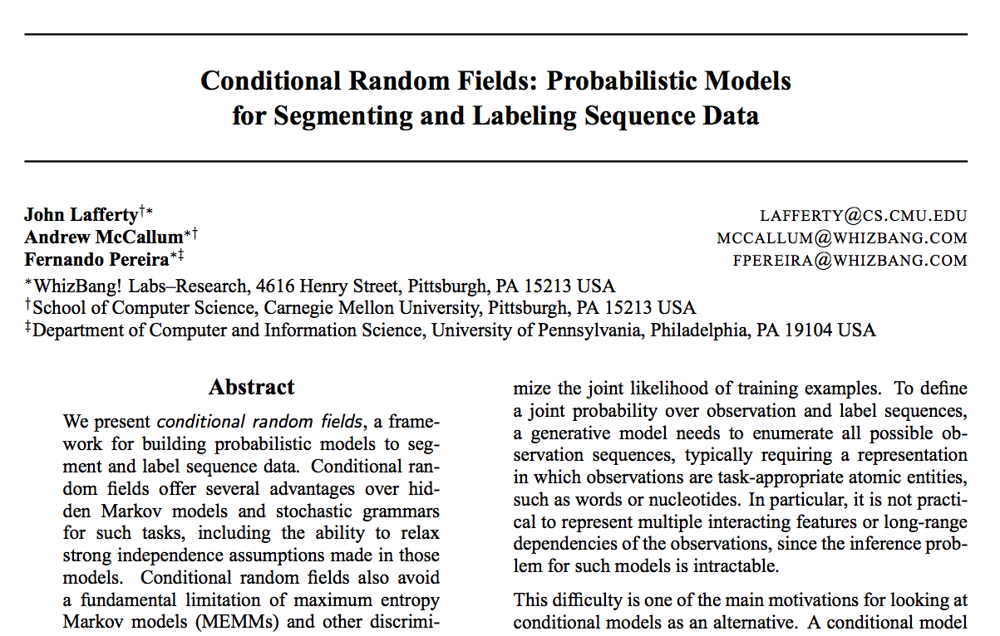 Conditional Random Fields: Probabilistic Models
for Segmenting and Labeling Sequence Data
John Lafferty†* LAFFERTY@CS.CMU.EDU
Andrew McCallum*† MCCALLUM@WHIZBANG.COM
Fernando Pereira*‡ FPEREIRA@WHIZBANG.COM
*WhizBang! Labs–Research, 4616 Henry Street, Pittsburgh, PA 15213 USA
†School of Computer Science, Carnegie Mellon University, Pittsburgh, PA 15213 USA
‡Department of Computer and Information Science, University of Pennsylvania, Philadelphia, PA 19104 USA
Abstract
We present conditional random fields, a frame-
work for building probabilistic models to seg-
ment and label sequence data. Conditional ran-
dom fields offer several advantages over hid-
den Markov models and stochastic grammars
for such tasks, including the ability to relax
strong independence assumptions made in those
models. Conditional random fields also avoid
a fundamental limitation of maximum entropy
Markov models (MEMMs) and other discrimi-
mize the joint likelihood of training examples. To define
a joint probability over observation and label sequences,
a generative model needs to enumerate all possible ob-
servation sequences, typically requiring a representation
in which observations are task-appropriate atomic entities,
such as words or nucleotides. In particular, it is not practi-
cal to represent multiple interacting features or long-range
dependencies of the observations, since the inference prob-
lem for such models is intractable.
This difficulty is one of the main motivations for looking at
conditional models as an alternative. A conditional model